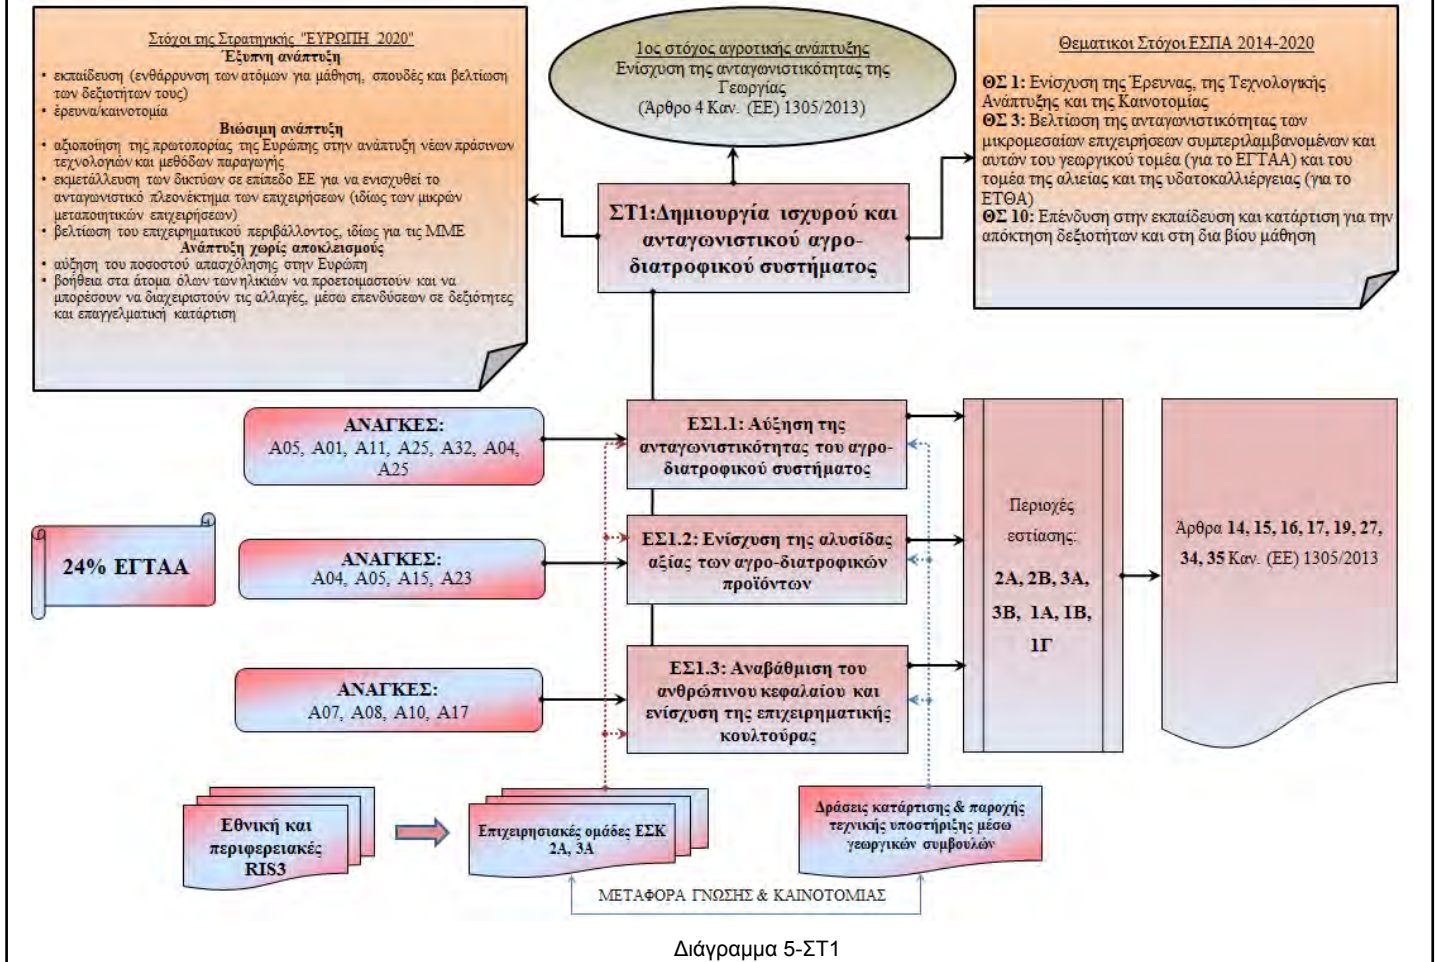 Στόχοι της Στρατηγικής "ΕΥΡΩΠΗ 2020"
Έξυπνη ανάπτυξη
• εκπαίδευση (ενθάρρυνση των ατόμων για μάθηση, σπουδές και βελτίωση
των δεξιοτήτων τους)
• έρευνα/καινοτομία
Βιώσιμη ανάπτυξη
• αξιοποίηση της πρωτοπορίας της Ευρώπης στην ανάπτυξη νέων πράσινων
τεχνολογιών και μεθόδων παραγωγής
• εκμετάλλευση των δικτύων σε επίπεδο ΕΕ για να ενισχυθεί το
ανταγωνιστικό πλεονέκτημα των επιχειρήσεων (ιδίως των μικρών
μεταποιητικών επιχειρήσεων)
• βελτίωση του επιχειρηματικού περιβάλλοντος, ιδίως για τις ΜΜΕ
Ανάπτυξη χωρίς αποκλεισμούς
• αύξηση του ποσοστού απασχόλησης στην Ευρώπη
• βοήθεια στα άτομα όλων των ηλικιών να προετοιμαστούν και να
μπορέσουν να διαχειριστούν τις αλλαγές, μέσω επενδύσεων σε δεξιότητες
και επαγγελματική κατάρτιση
1ος στόχος αγροτικής ανάπτυξης
Ενίσχυση της ανταγωνιστικότητας της
Γεωργίας
(Άρθρο 4 Καν. (ΕΕ) 1305/2013)
Θεματικοι Στόχοι ΕΣΠΑ 2014-2020
ΘΣ 1: Ενίσχυση της Έρευνας, της Τεχνολογικής
Ανάπτυξης και της Καινοτομίας
ΘΣ 3: Βελτίωση της ανταγωνιστικότητας των
μικρομεσαίων επιχειρήσεων συμπεριλαμβανομένων και
αυτών του γεωργικού τομέα (για το ΕΓΤΑΑ) και του
τομέα της αλιείας και της υδατοκαλλιέργειας (για το
ΕΤΘΑ)
ΘΣ 10: Επένδυση στην εκπαίδευση και κατάρτιση για την
απόκτηση δεξιοτήτων και στη δια βίου μάθηση
ΣΤ1:Δημιουργία ισχυρού και
ανταγωνιστικού αγρο-
διατροφικού συστήματος
ΑΝΑΓΚΕΣ:
Α05, Α01, Α11, Α25, Α32, Α04,
Α25
ΕΣ1.1: Αύξηση της
ανταγωνιστικότητας του αγρο-
διατροφικού συστήματος
24% ΕΓΤΑΑ
ΑΝΑΓΚΕΣ:
Α04, Α05, Α15, Α23
ΕΣ1.2: Ενίσχυση της αλυσίδας
αξίας των αγρο-διατροφικών
προϊόντων
ΑΝΑΓΚΕΣ:
Α07, Α08, Α10, Α17
ΕΣ1.3: Αναβάθμιση του
ανθρώπινου κεφαλαίου και
ενίσχυση της επιχειρηματικής
κουλτούρας
Περιοχές
εστίασης:
2Α, 2Β, 3Α,
3Β, 1Α, 1Β,
1Γ
Άρθρα 14, 15, 16, 17, 19, 27,
34, 35 Καν. (ΕΕ) 1305/2013
Εθνική και
περιφερειακές
RIS3
Επιχειρησιακές ομάδες ΕΣΚ
2Α, 3Α
Δράσεις κατάρτισης & παροχής
τεχνικής υποστήριξης μέσω
γεωργικών συμβουλών
ΜΕΤΑΦΟΡΑ ΓΝΩΣΗΣ & ΚΑΙΝΟΤΟΜΙΑΣ
Διάγραμμα 5-ΣΤ1